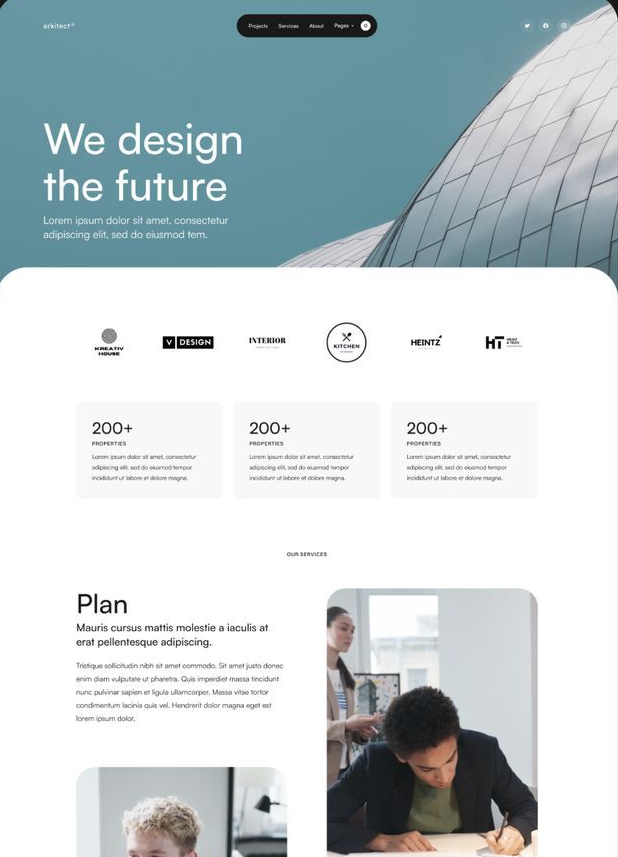 arkitect®
Projects Services About Pages 0
We design
the future
Lorem ipsum dolor sit amet, consectetur
adipiscing elit, sed do eiusmod tem.
KREATIV
HOUSE
V DESIGN
INTERIOR
KITCHEN
HEINTZ
HT
200+
PROPERTIES
Lorem ipsum dolor sit amet, consectetur
adipiscing elit, sed do eiusmod tempor
incididunt ut labore et dolore magna.
200+
PROPERTIES
Lorem ipsum dolor sit amet, consectetur
adipiscing elit, sed do eiusmod tempor
incididunt ut labore et dolore magna.
200+
PROPERTIES
Lorem ipsum dolor sit amet, consectetur
adipiscing elit, sed do eiusmod tempor
incididunt ut labore et dolore magna.
OUR SERVICES
Plan
Mauris cursus mattis molestie a iaculis at
erat pellentesque adipiscing.
Tristique sollicitudin nibh sit amet commodo. Sit amet justo donec
enim diam vulputate ut pharetra. Quis imperdiet massa tincidunt
nunc pulvinar sapien et ligula ullamcorper. Massa vitae tortor
condimentum lacinia quis vel. Hendrerit dolor magna eget est
lorem ipsum dolor.